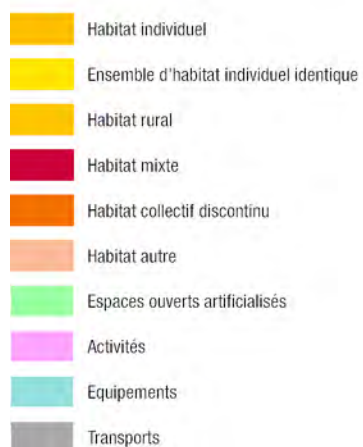 Habitat individuel
Ensemble d'habitat individuel identique
Habitat rural
Habitat mixte
Habitat collectif discontinu
Habitat autre
Espaces ouverts artificialisés
Activités
Equipements
Transports